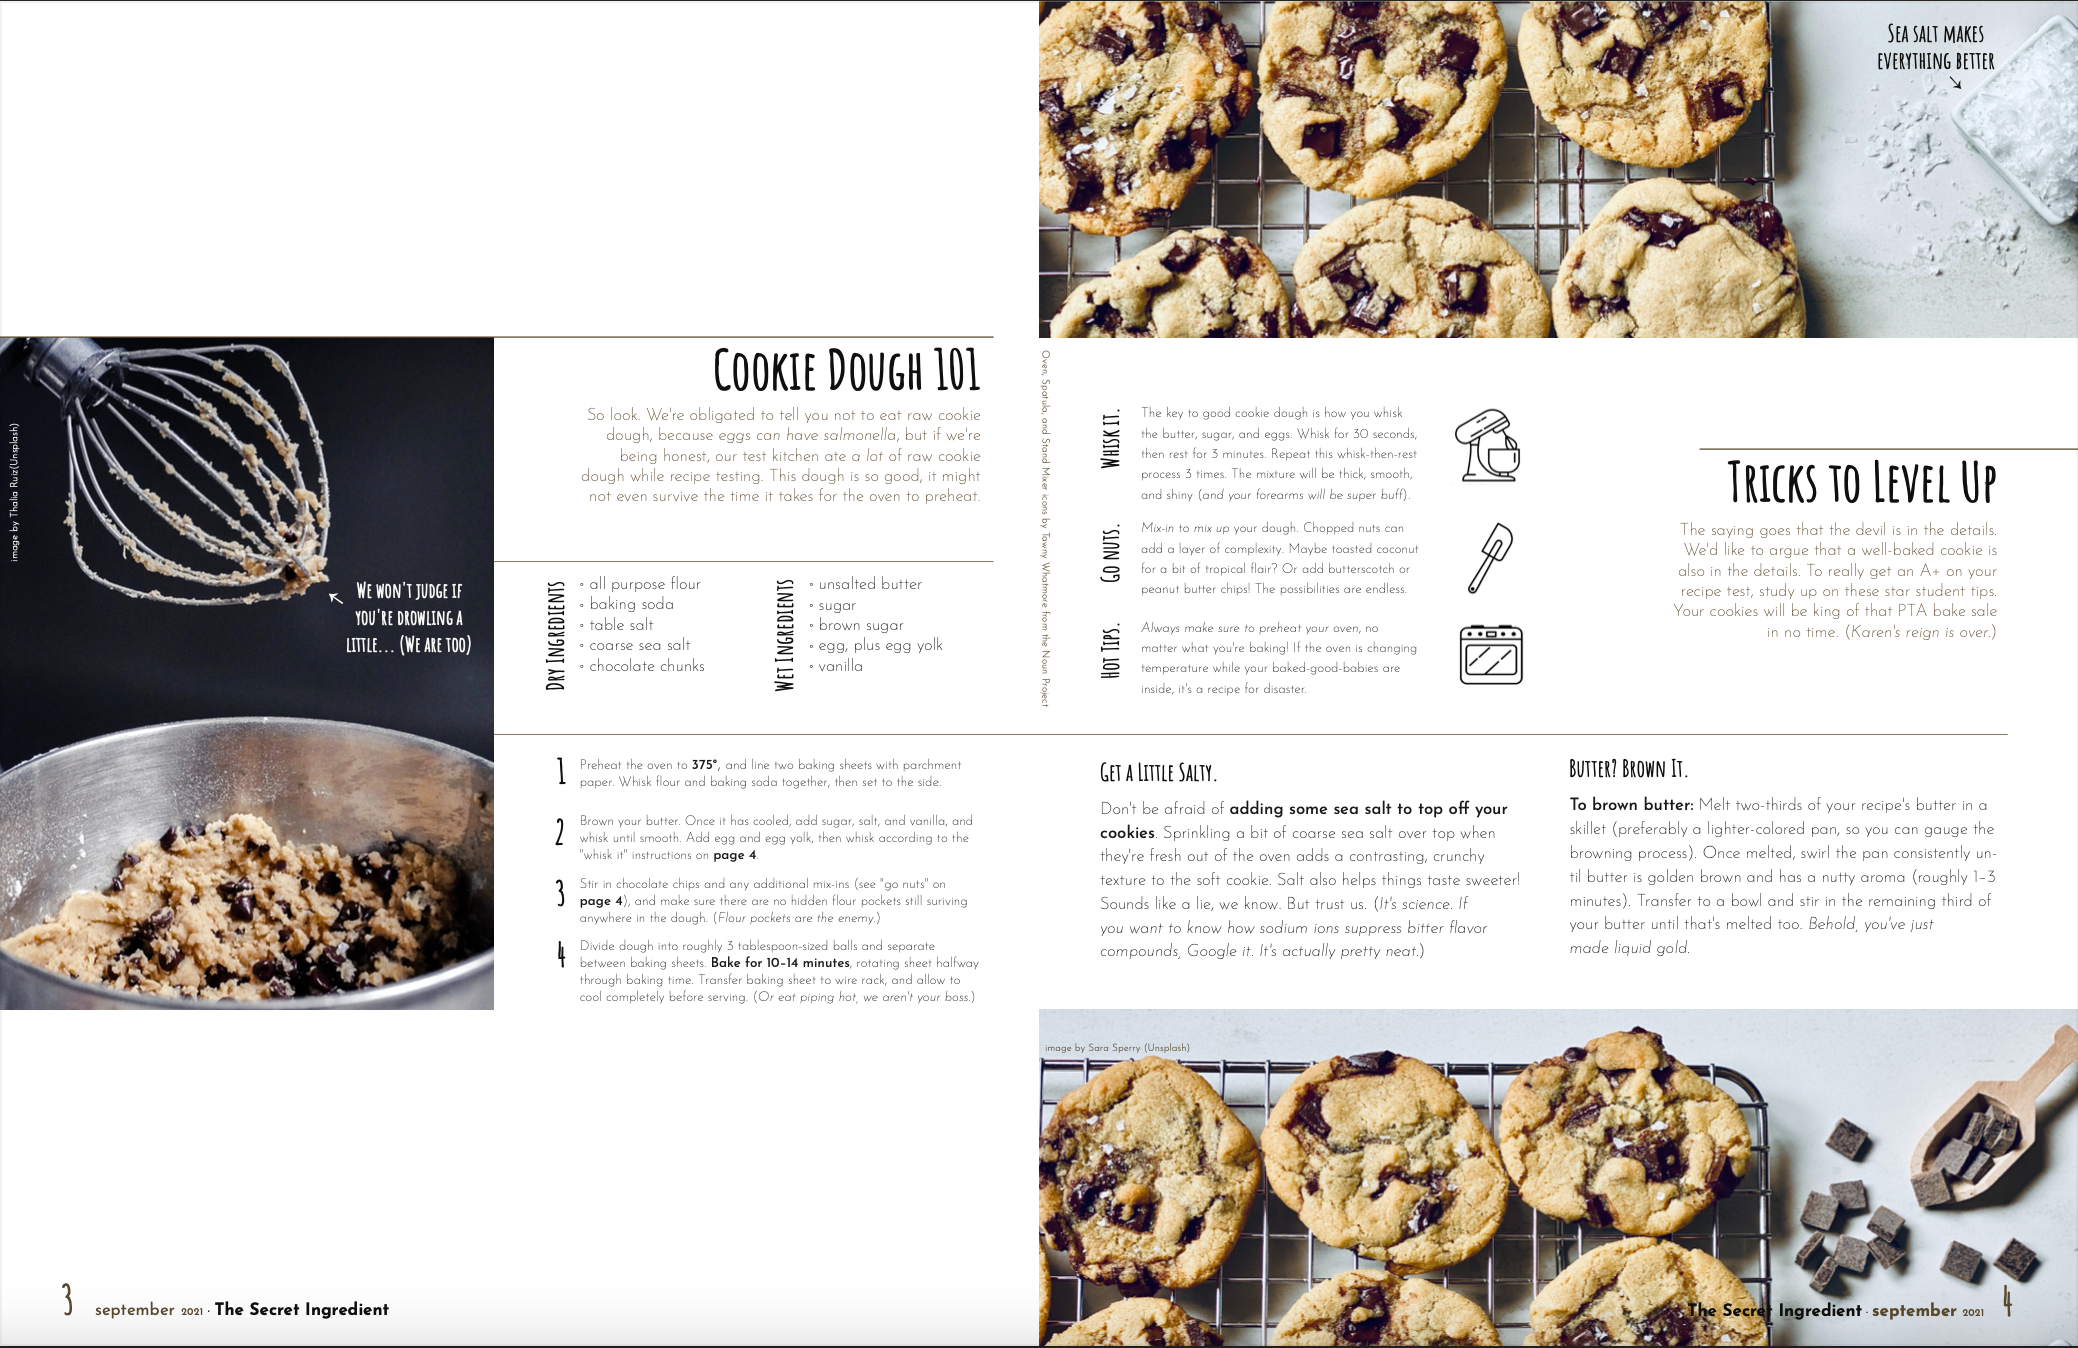 Cookie Dough 101
So look. We're obligated to tell you not to eat raw cookie
dough, because eggs can have salmonella, but if we're
being honest, our test kitchen ate a lot of raw cookie
dough while recipe testing. This dough is so good, it might
not even survive the time it takes for the oven to preheat.
image by Thalia Ruiz(Unsplash)
We won't judge if
you're drowling a
little... (We are too)
Dry Ingredients
◦ all purpose flour
◦ baking soda
◦ table salt
◦ coarse sea salt
◦ chocolate chunks
Wet Ingredients
◦ unsalted butter
◦ sugar
◦ brown sugar
◦ egg, plus egg yolk
◦ vanilla
1 Preheat the oven to 375°, and line two baking sheets with parchment
paper. Whisk flour and baking soda together, then set to the side.
2 Brown your butter. Once it has cooled, add sugar, salt, and vanilla, and
whisk until smooth. Add egg and egg yolk, then whisk according to the
"whisk it" instructions on page 4.
3 Stir in chocolate chips and any additional mix-ins (see "go nuts" on
page 4), and make sure there are no hidden flour pockets still suriving
anywhere in the dough. (Flour pockets are the enemy.)
4 Divide dough into roughly 3 tablespoon-sized balls and separate
between baking sheets. Bake for 10–14 minutes, rotating sheet halfway
through baking time. Transfer baking sheet to wire rack, and allow to
cool completely before serving. (Or eat piping hot, we aren't your boss.)
3 september 2021 · The Secret Ingredient
Sea salt makes
everything better
Oven, Spatula, and Stand Mixer icons by Tawny Whatmore from the Noun Project
Whisk it.
The key to good cookie dough is how you whisk
the butter, sugar, and eggs. Whisk for 30 seconds,
then rest for 3 minutes. Repeat this whisk-then-rest
process 3 times. The mixture will be thick, smooth,
and shiny (and your forearms will be super buff).
Go nuts.
Mix-in to mix up your dough. Chopped nuts can
add a layer of complexity. Maybe toasted coconut
for a bit of tropical flair? Or add butterscotch or
peanut butter chips! The possibilities are endless.
Hot Tips.
Always make sure to preheat your oven, no
matter what you're baking! If the oven is changing
temperature while your baked-good-babies are
inside, it's a recipe for disaster.
Tricks to Level Up
The saying goes that the devil is in the details.
We'd like to argue that a well-baked cookie is
also in the details. To really get an A+ on your
recipe test, study up on these star student tips.
Your cookies will be king of that PTA bake sale
in no time. (Karen's reign is over.)
Get a Little Salty.
Don't be afraid of adding some sea salt to top off your
cookies. Sprinkling a bit of coarse sea salt over top when
they're fresh out of the oven adds a contrasting, crunchy
texture to the soft cookie. Salt also helps things taste sweeter!
Sounds like a lie, we know. But trust us. (It's science. If
you want to know how sodium ions suppress bitter flavor
compounds, Google it. It's actually pretty neat.)
Butter? Brown It.
To brown butter: Melt two-thirds of your recipe's butter in a
skillet (preferably a lighter-colored pan, so you can gauge the
browning process). Once melted, swirl the pan consistently un-
til butter is golden brown and has a nutty aroma (roughly 1–3
minutes). Transfer to a bowl and stir in the remaining third of
your butter until that's melted too. Behold, you've just
made liquid gold.
image by Sara Sperry (Unsplash)
The Secret Ingredient · september 2021 4